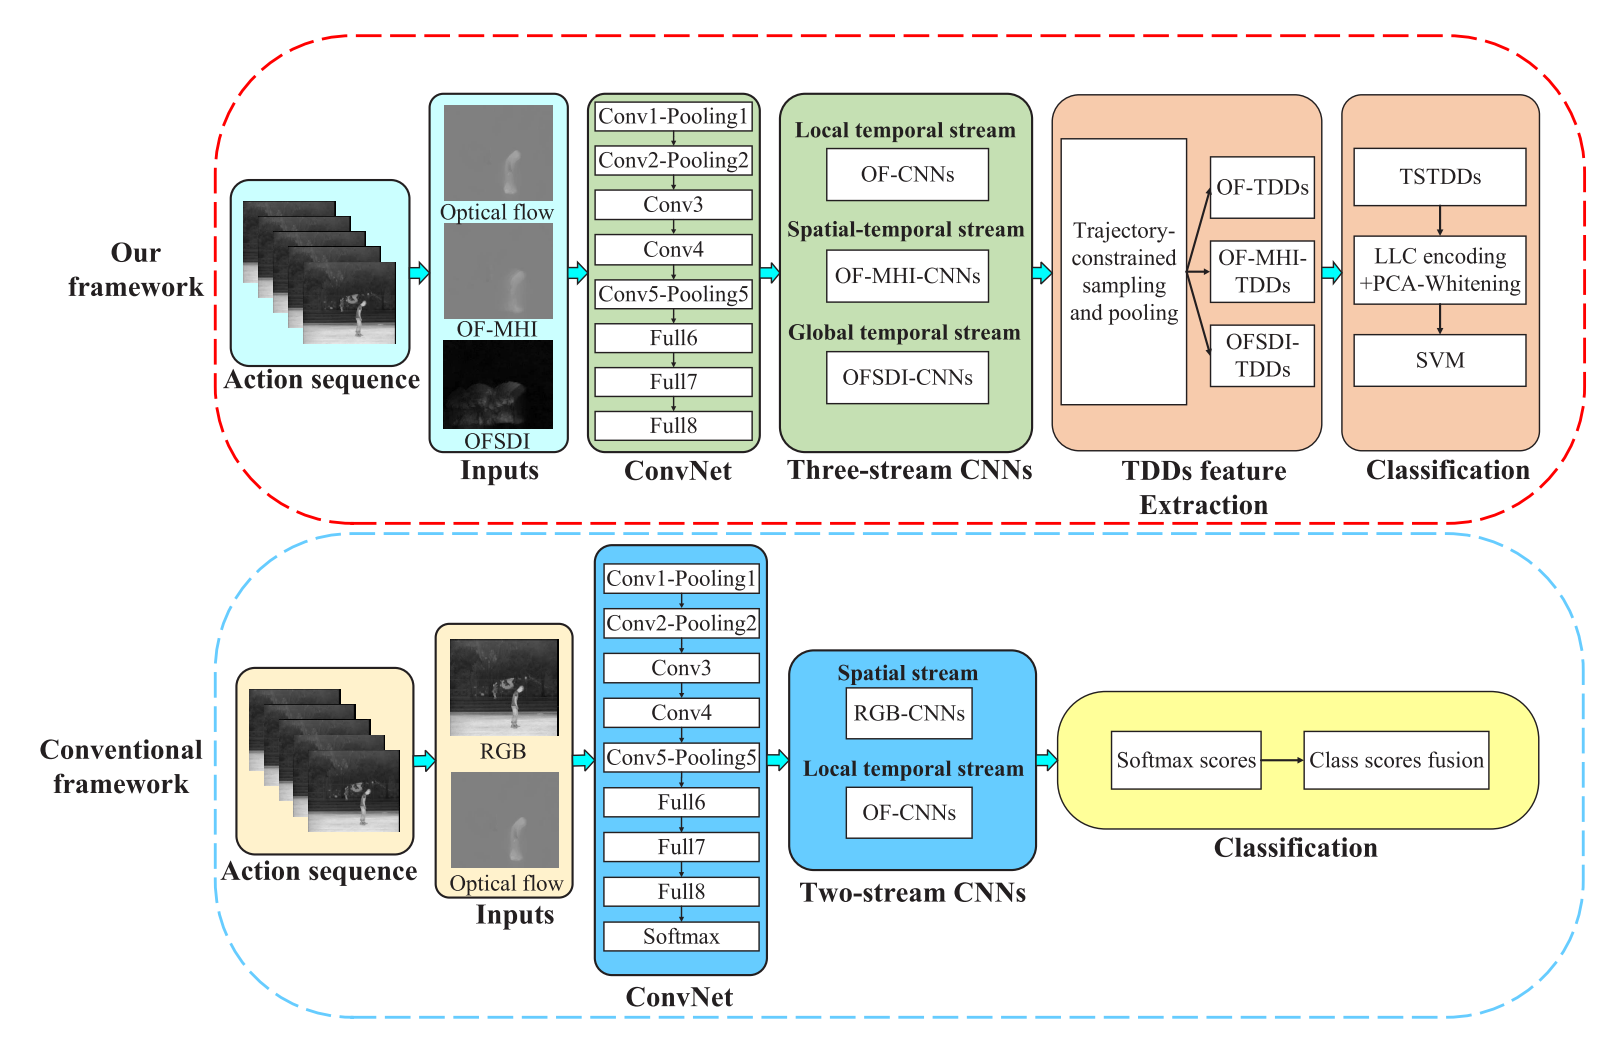 Our
framework
Action sequence
Optical flow
OF-MHI
OFSDI
Inputs
Conv1-Pooling1
Conv2-Pooling2
Conv3
Conv4
Conv5-Pooling5
Full6
Full7
Full8
ConvNet
Local temporal stream
OF-CNNs
Spatial-temporal stream
OF-MHI-CNNs
Global temporal stream
OFSDI-CNNs
Three-stream CNNs
Trajectory-
constrained
sampling
and pooling
OF-TDDs
OF-MHI-
TDDs
OFSDI-
TDDs
TDDs feature
Extraction
TSTDDs
LLC encoding
+PCA-Whitening
SVM
Classification
Conventional
framework
Action sequence
RGB
Optical flow
Inputs
Conv1-Pooling1
Conv2-Pooling2
Conv3
Conv4
Conv5-Pooling5
Full6
Full7
Full8
Softmax
ConvNet
Spatial stream
RGB-CNNs
Local temporal stream
OF-CNNs
Two-stream CNNs
Softmax scores
Class scores fusion
Classification